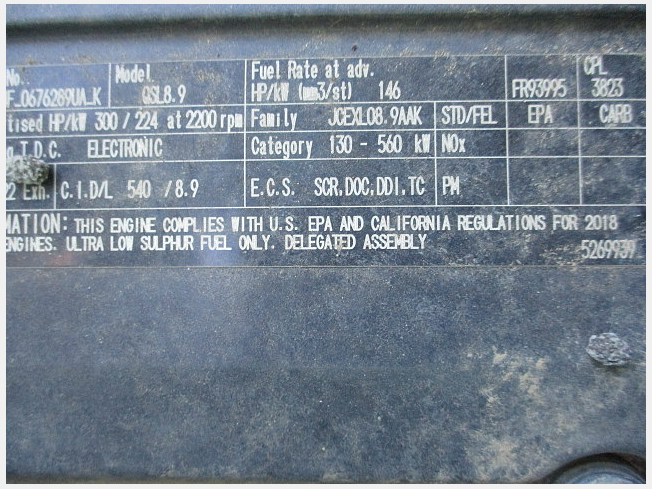 No. Model Fuel Rate at adv. CPL
F_0676289UA_K QSL8.9 HP/kW (mm3/st) 146 FR93995 3823
tised HP/kW 300 / 224 at 2200 rpm Family JCEXL08.9AAK STD/FEL EPA CARB
T.D.C. ELECTRONIC Category 130 - 560 kW NOx
2 Exh. C.I.D/L 540 /8.9 E.C.S. SCR,DOC,DDI,TC PM
MATION: THIS ENGINE COMPLIES WITH U.S. EPA AND CALIFORNIA REGULATIONS FOR 2018
ENGINES. ULTRA LOW SULPHUR FUEL ONLY. DELEGATED ASSEMBLY
5269939